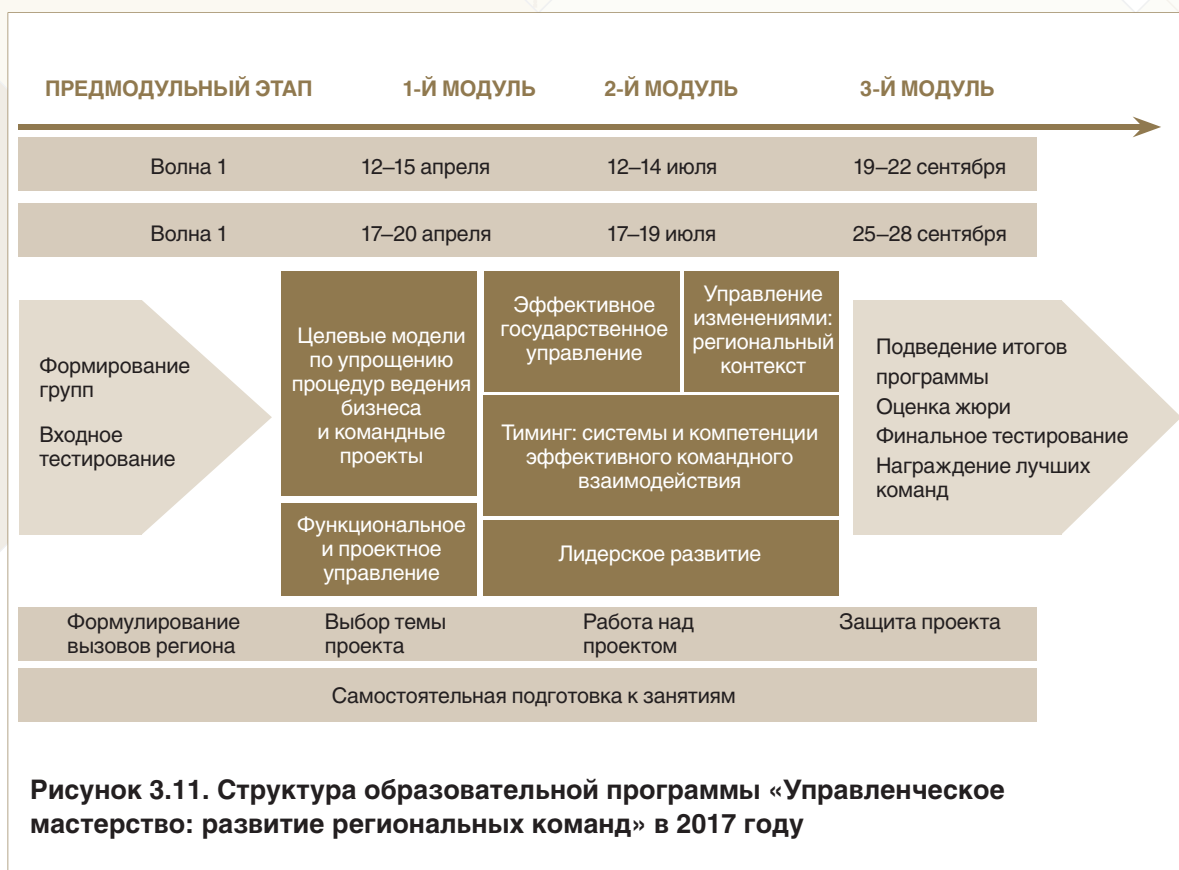 ПРЕДМОДУЛЬНЫЙ ЭТАП 1-Й МОДУЛЬ 2-Й МОДУЛЬ 3-Й МОДУЛЬ
Волна 1 12–15 апреля 12–14 июля 19–22 сентября
Волна 1 17–20 апреля 17–19 июля 25–28 сентября
Формирование
групп
Входное
тестирование
Целевые модели
по упрощению
процедур ведения
бизнеса
и командные
проекты
Функциональное
и проектное
управление
Эффективное
государственное
управление
Управление
изменениями:
региональный
контекст
Тиминг: системы и компетенции
эффективного командного
взаимодействия
Лидерское развитие
Подведение итогов
программы
Оценка жюри
Финальное тестирование
Награждение лучших
команд
Формулирование
вызовов региона
Выбор темы
проекта
Работа над
проектом
Защита проекта
Самостоятельная подготовка к занятиям
Рисунок 3.11. Структура образовательной программы «Управленческое
мастерство: развитие региональных команд» в 2017 году